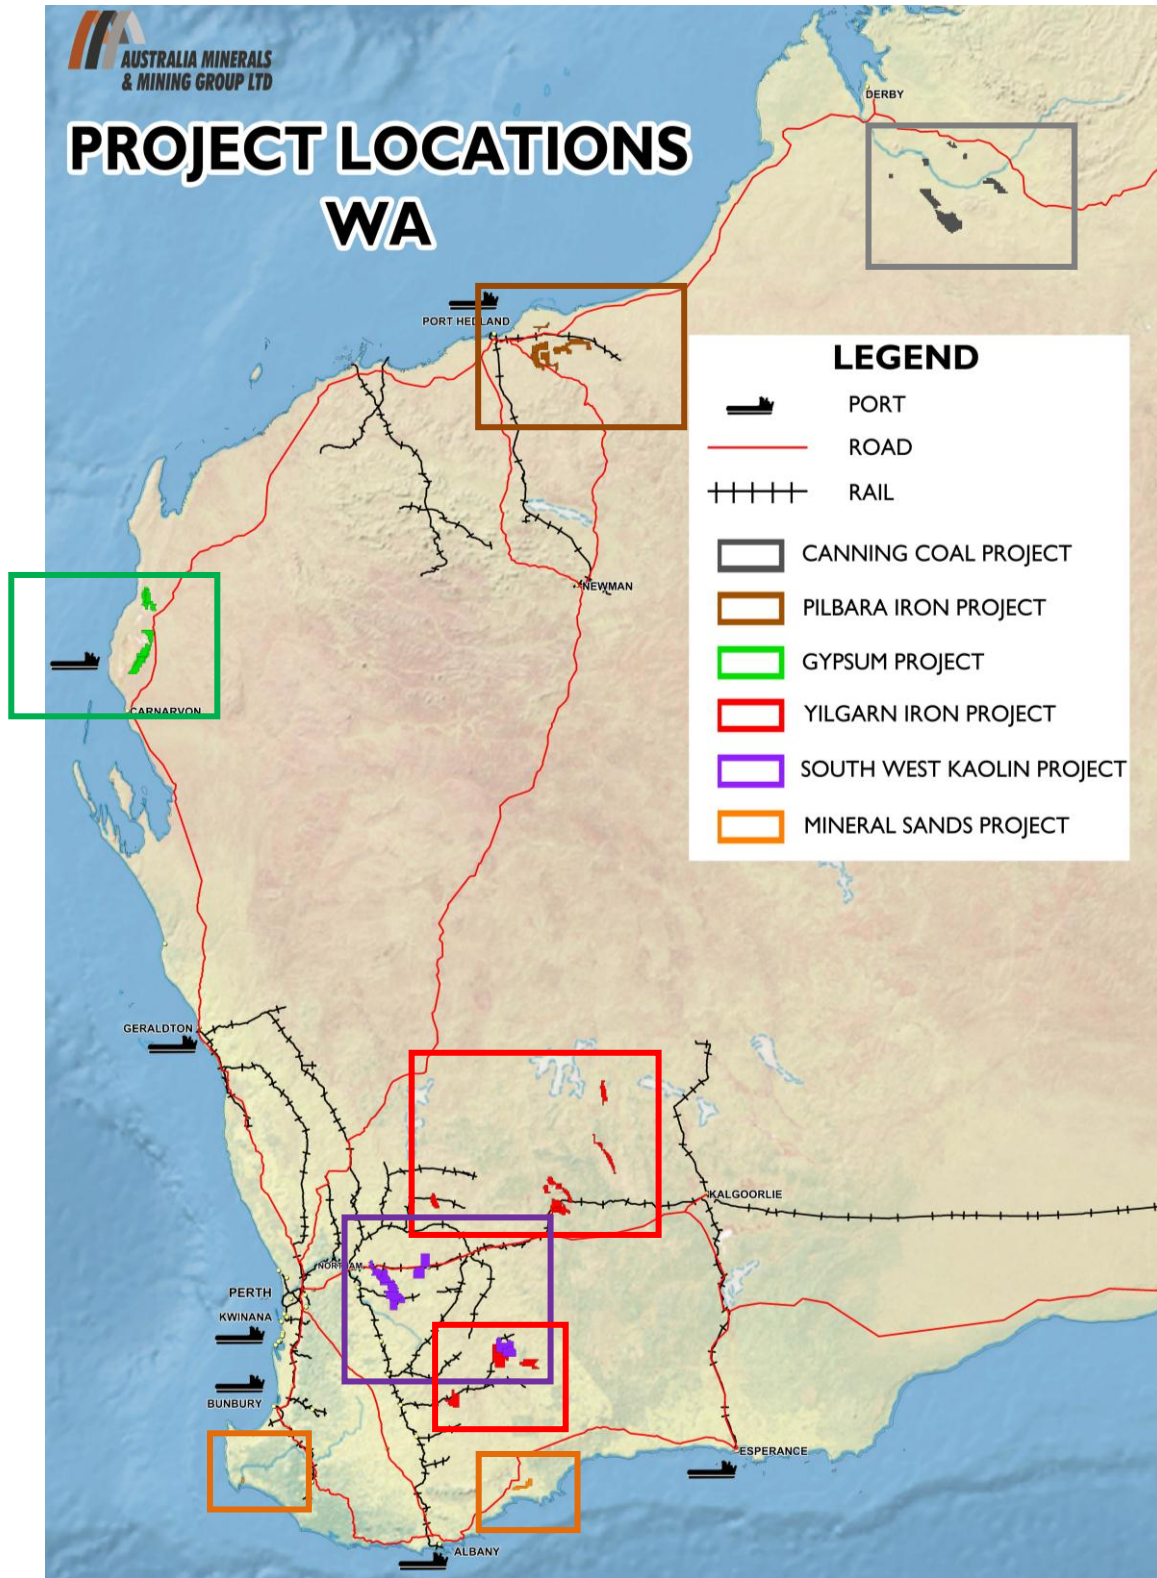 AUSTRALIA MINERALS
& MINING GROUP LTD
PROJECT LOCATIONS
WA
DERBY
PORT HEDLAND
LEGEND
PORT
ROAD
RAIL
CANNING COAL PROJECT
PILBARA IRON PROJECT
GYPSUM PROJECT
YILGARN IRON PROJECT
SOUTH WEST KAOLIN PROJECT
MINERAL SANDS PROJECT
NEWMAN
CARNARVON
GERALDTON
KALGOORLIE
NORTHAM
PERTH
KWINANA
BUNBURY
ESPERANCE
ALBANY